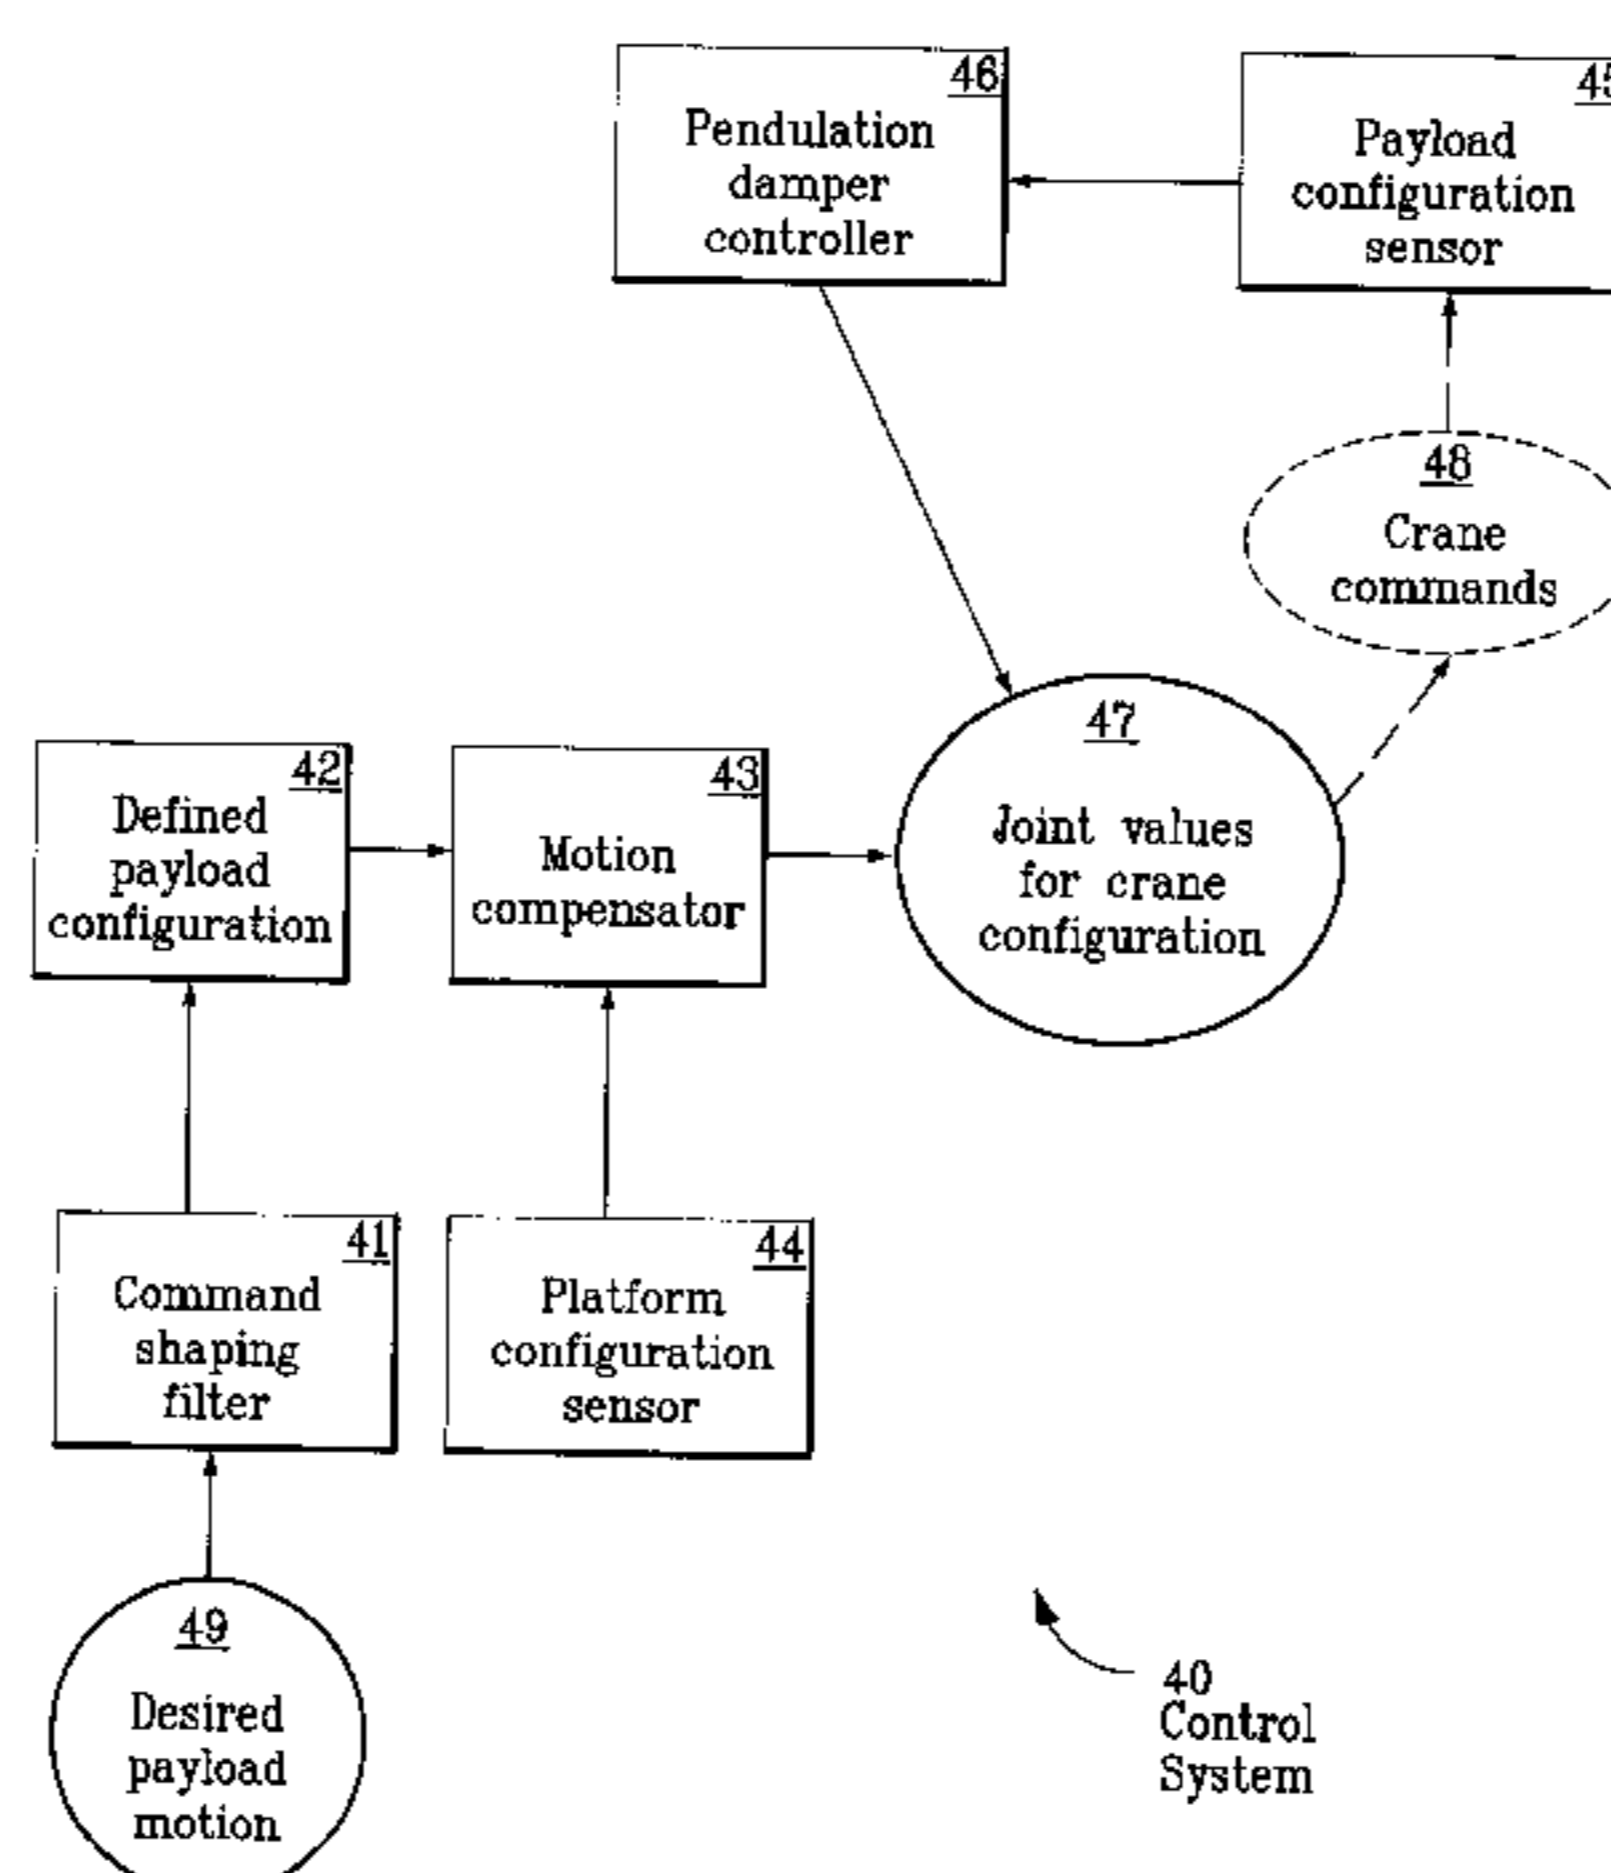 46
Pendulation
damper
controller
45
Payload
configuration
sensor
48
Crane
commands
47
Joint values
for crane
configuration
42
Defined
payload
configuration
43
Motion
compensator
41
Command
shaping
filter
44
Platform
configuration
sensor
49
Desired
payload
motion
40
Control
System